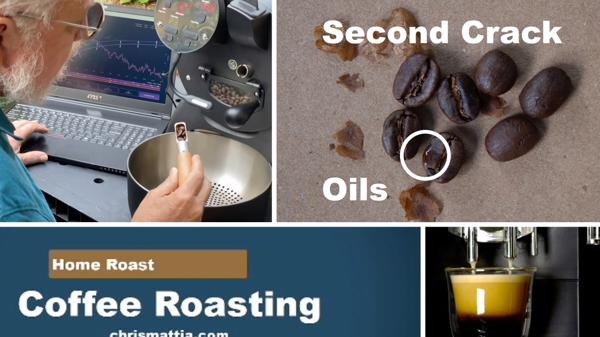 Second Crack
Oils
Home Roast
Coffee Roasting
chrismattia.com